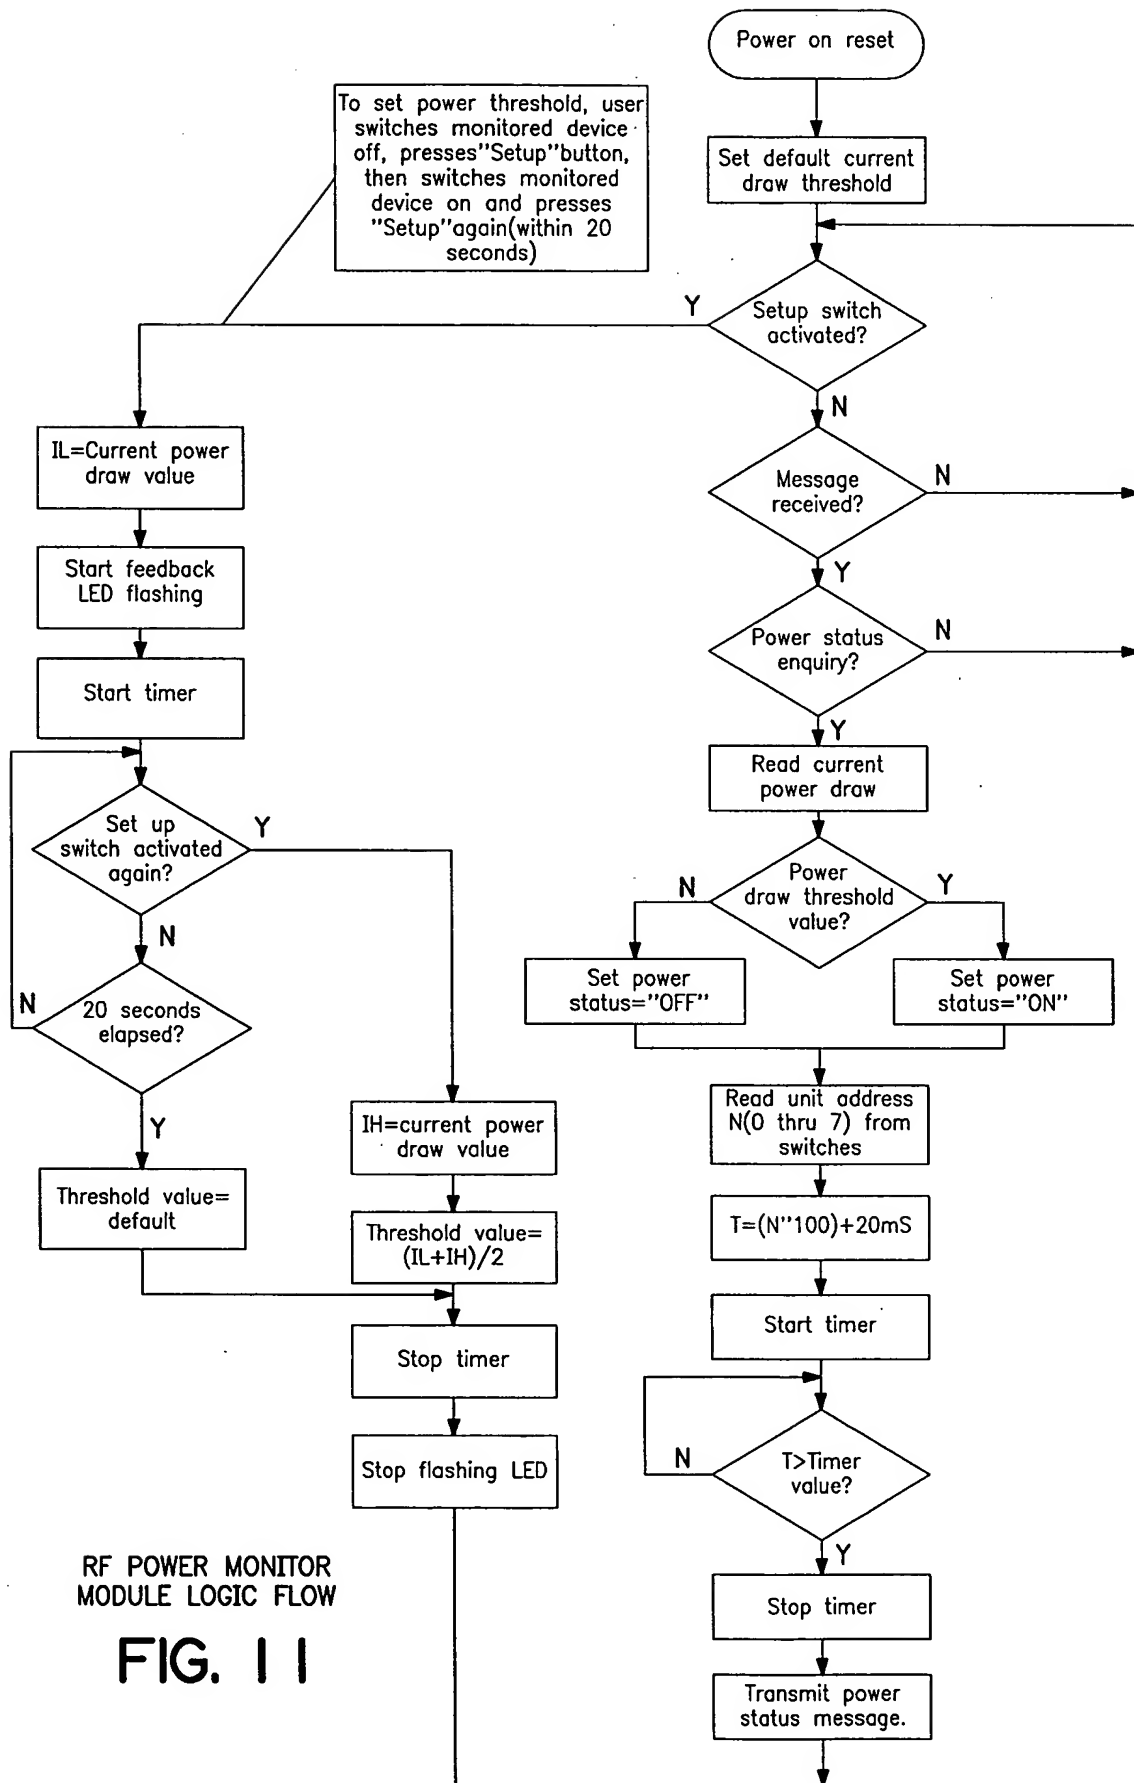 Power on reset
To set power threshold, user
switches monitored device
off, presses"Setup"button,
then switches monitored
device on and presses
"Setup"again(within 20
seconds)
Set default current
draw threshold
Setup switch
activated?
Y
N
IL=Current power
draw value
Message
received?
N
Y
Start feedback
LED flashing
Power status
enquiry?
N
Y
Start timer
Read current
power draw
Set up
switch activated
again?
Y
N
Power
draw threshold
value?
N
Y
20 seconds
elapsed?
N
Y
Set power
status="OFF"
Set power
status="ON"
Read unit address
N(0 thru 7) from
switches
IH=current power
draw value
Threshold value=
default
Threshold value=
(IL+IH)/2
T=(N"100)+20mS
Start timer
Stop timer
T>Timer
value?
N
Y
Stop flashing LED
Stop timer
Transmit power
status message.
RF POWER MONITOR
MODULE LOGIC FLOW
FIG. 11